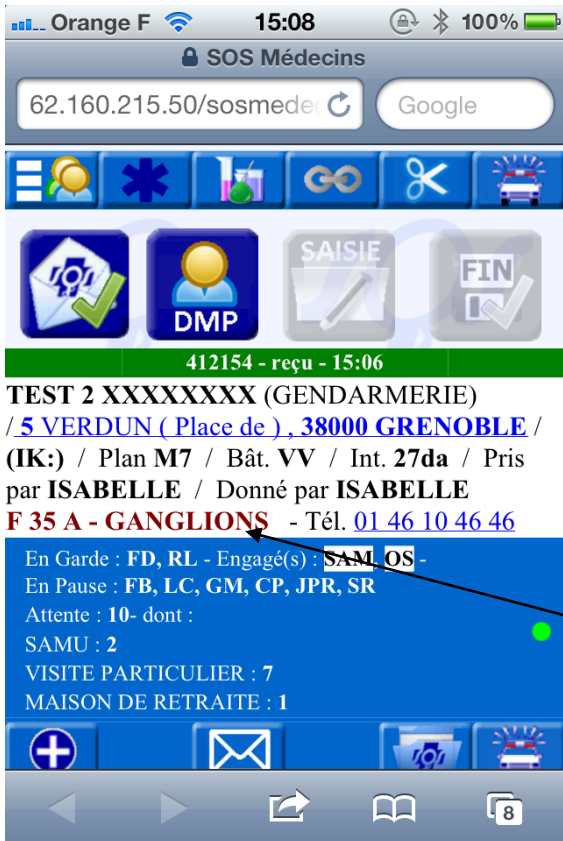 Orange F 15:08 100%
SOS Médecins
62.160.215.50/sosmedec Google
SAISIE FIN
DMP
412154 - reçu - 15:06
TEST 2 XXXXXXXX (GENDARMERIE)
/ 5 VERDUN ( Place de ) , 38000 GRENOBLE /
(IK:) / Plan M7 / Bât. VV / Int. 27da / Pris
par ISABELLE / Donné par ISABELLE
F 35 A - GANGLIONS - Tél. 01 46 10 46 46
En Garde : FD, RL - Engagé(s) : SAM, OS -
En Pause : FB, LC, GM, CP, JPR, SR
Attente : 10- dont :
SAMU : 2
VISITE PARTICULIER : 7
MAISON DE RETRAITE : 1
8